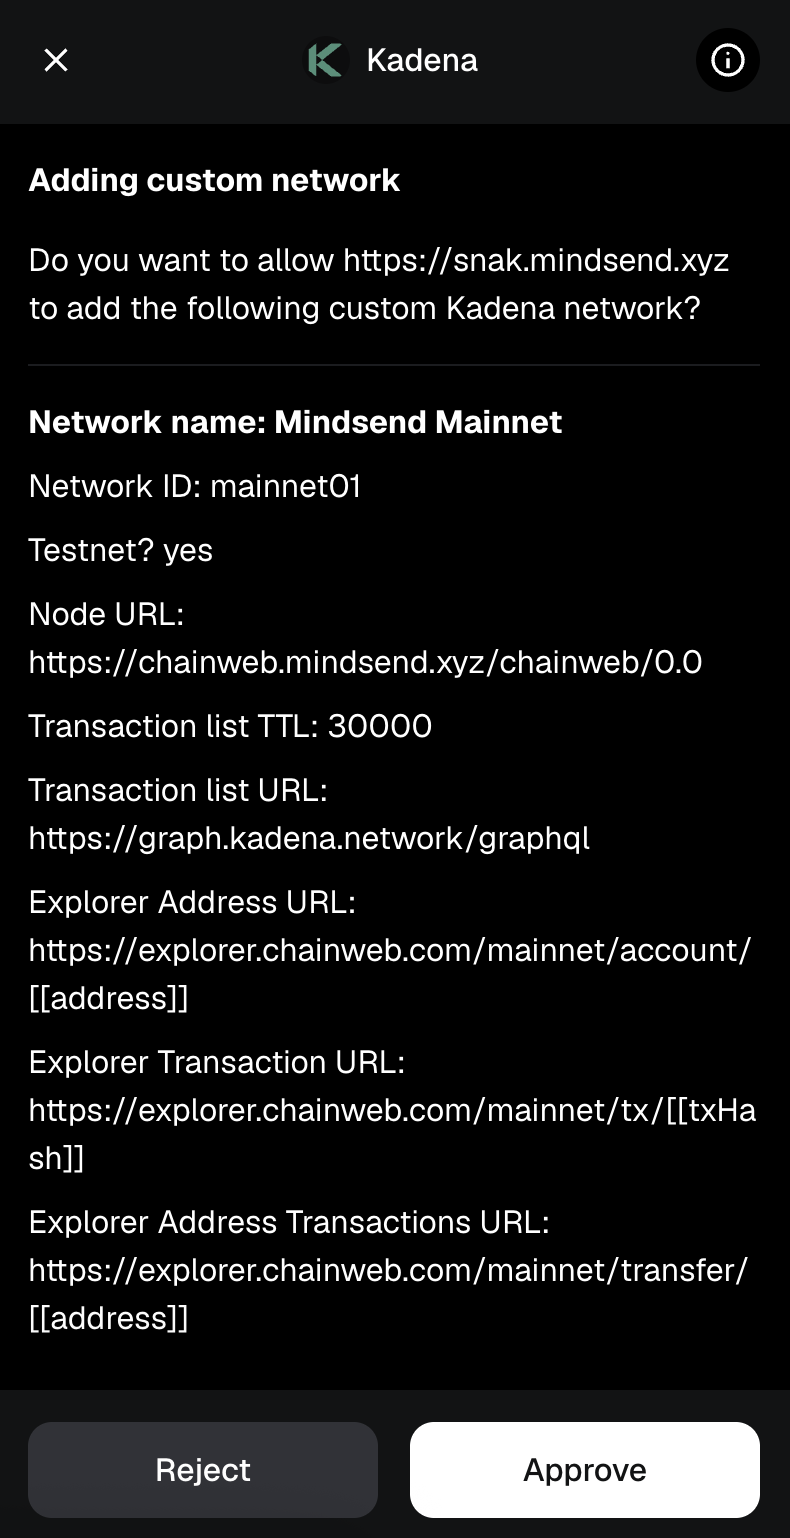 Kadena
Adding custom network
Do you want to allow https://snak.mindsend.xyz
to add the following custom Kadena network?
Network name: Mindsend Mainnet
Network ID: mainnet01
Testnet? yes
Node URL:
https://chainweb.mindsend.xyz/chainweb/0.0
Transaction list TTL: 30000
Transaction list URL:
https://graph.kadena.network/graphql
Explorer Address URL:
https://explorer.chainweb.com/mainnet/account/
[[address]]
Explorer Transaction URL:
https://explorer.chainweb.com/mainnet/tx/[[txHa
sh]]
Explorer Address Transactions URL:
https://explorer.chainweb.com/mainnet/transfer/
[[address]]
Reject
Approve